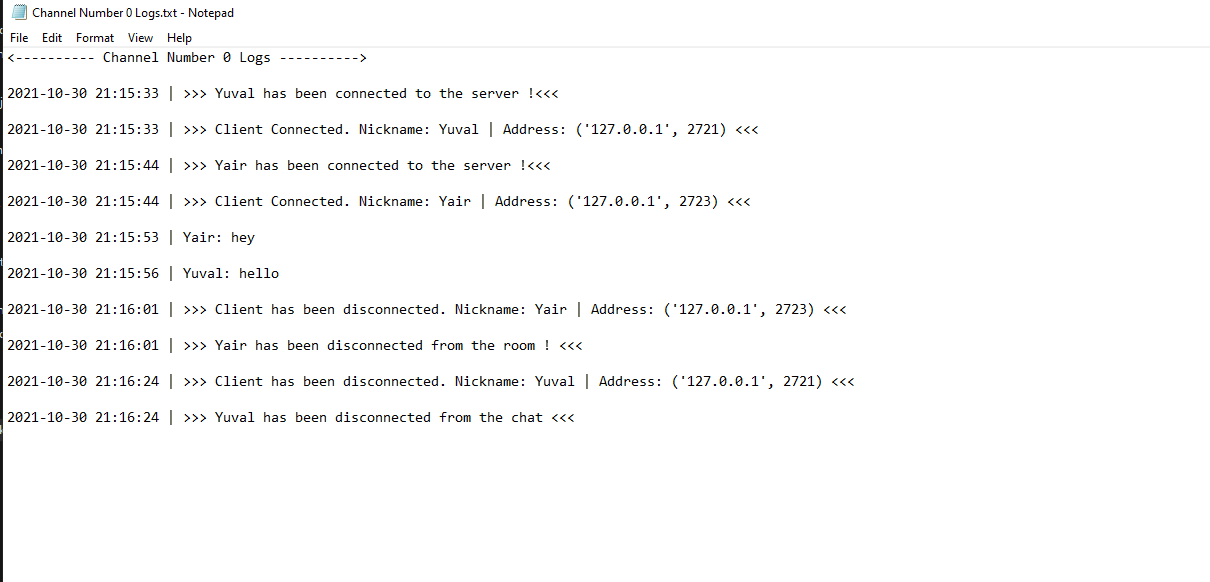 Channel Number 0 Logs.txt - Notepad
File Edit Format View Help
<---------- Channel Number 0 Logs ---------->
2021-10-30 21:15:33 | >>> Yuval has been connected to the server !<<<
2021-10-30 21:15:33 | >>> Client Connected. Nickname: Yuval | Address: ('127.0.0.1', 2721) <<<
2021-10-30 21:15:44 | >>> Yair has been connected to the server !<<<
2021-10-30 21:15:44 | >>> Client Connected. Nickname: Yair | Address: ('127.0.0.1', 2723) <<<
2021-10-30 21:15:53 | Yair: hey
2021-10-30 21:15:56 | Yuval: hello
2021-10-30 21:16:01 | >>> Client has been disconnected. Nickname: Yair | Address: ('127.0.0.1', 2723) <<<
2021-10-30 21:16:01 | >>> Yair has been disconnected from the room ! <<<
2021-10-30 21:16:24 | >>> Client has been disconnected. Nickname: Yuval | Address: ('127.0.0.1', 2721) <<<
2021-10-30 21:16:24 | >>> Yuval has been disconnected from the chat <<<